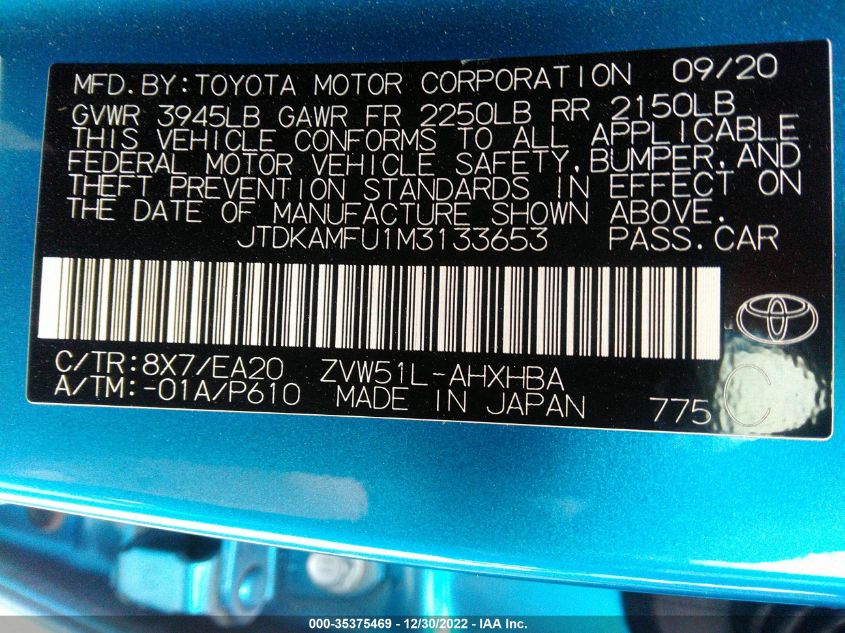 MFD. BY: TOYOTA MOTOR CORPORATION 09/20
GVWR 3945LB GAWR FR 2250LB RR 2150LB
THIS VEHICLE CONFORMS TO ALL APPLICABLE
FEDERAL MOTOR VEHICLE SAFETY, BUMPER, AND
THEFT PREVENTION STANDARDS IN EFFECT ON
THE DATE OF MANUFACTURE SHOWN ABOVE.
JTDKAMFU1M3133653 PASS. CAR
C/TR: 8X7/EA20 ZVW51L-AHXHBA
A/TM: -01A/P610 MADE IN JAPAN 775 C
000-35375469 - 12/30/2022 - IAA Inc.